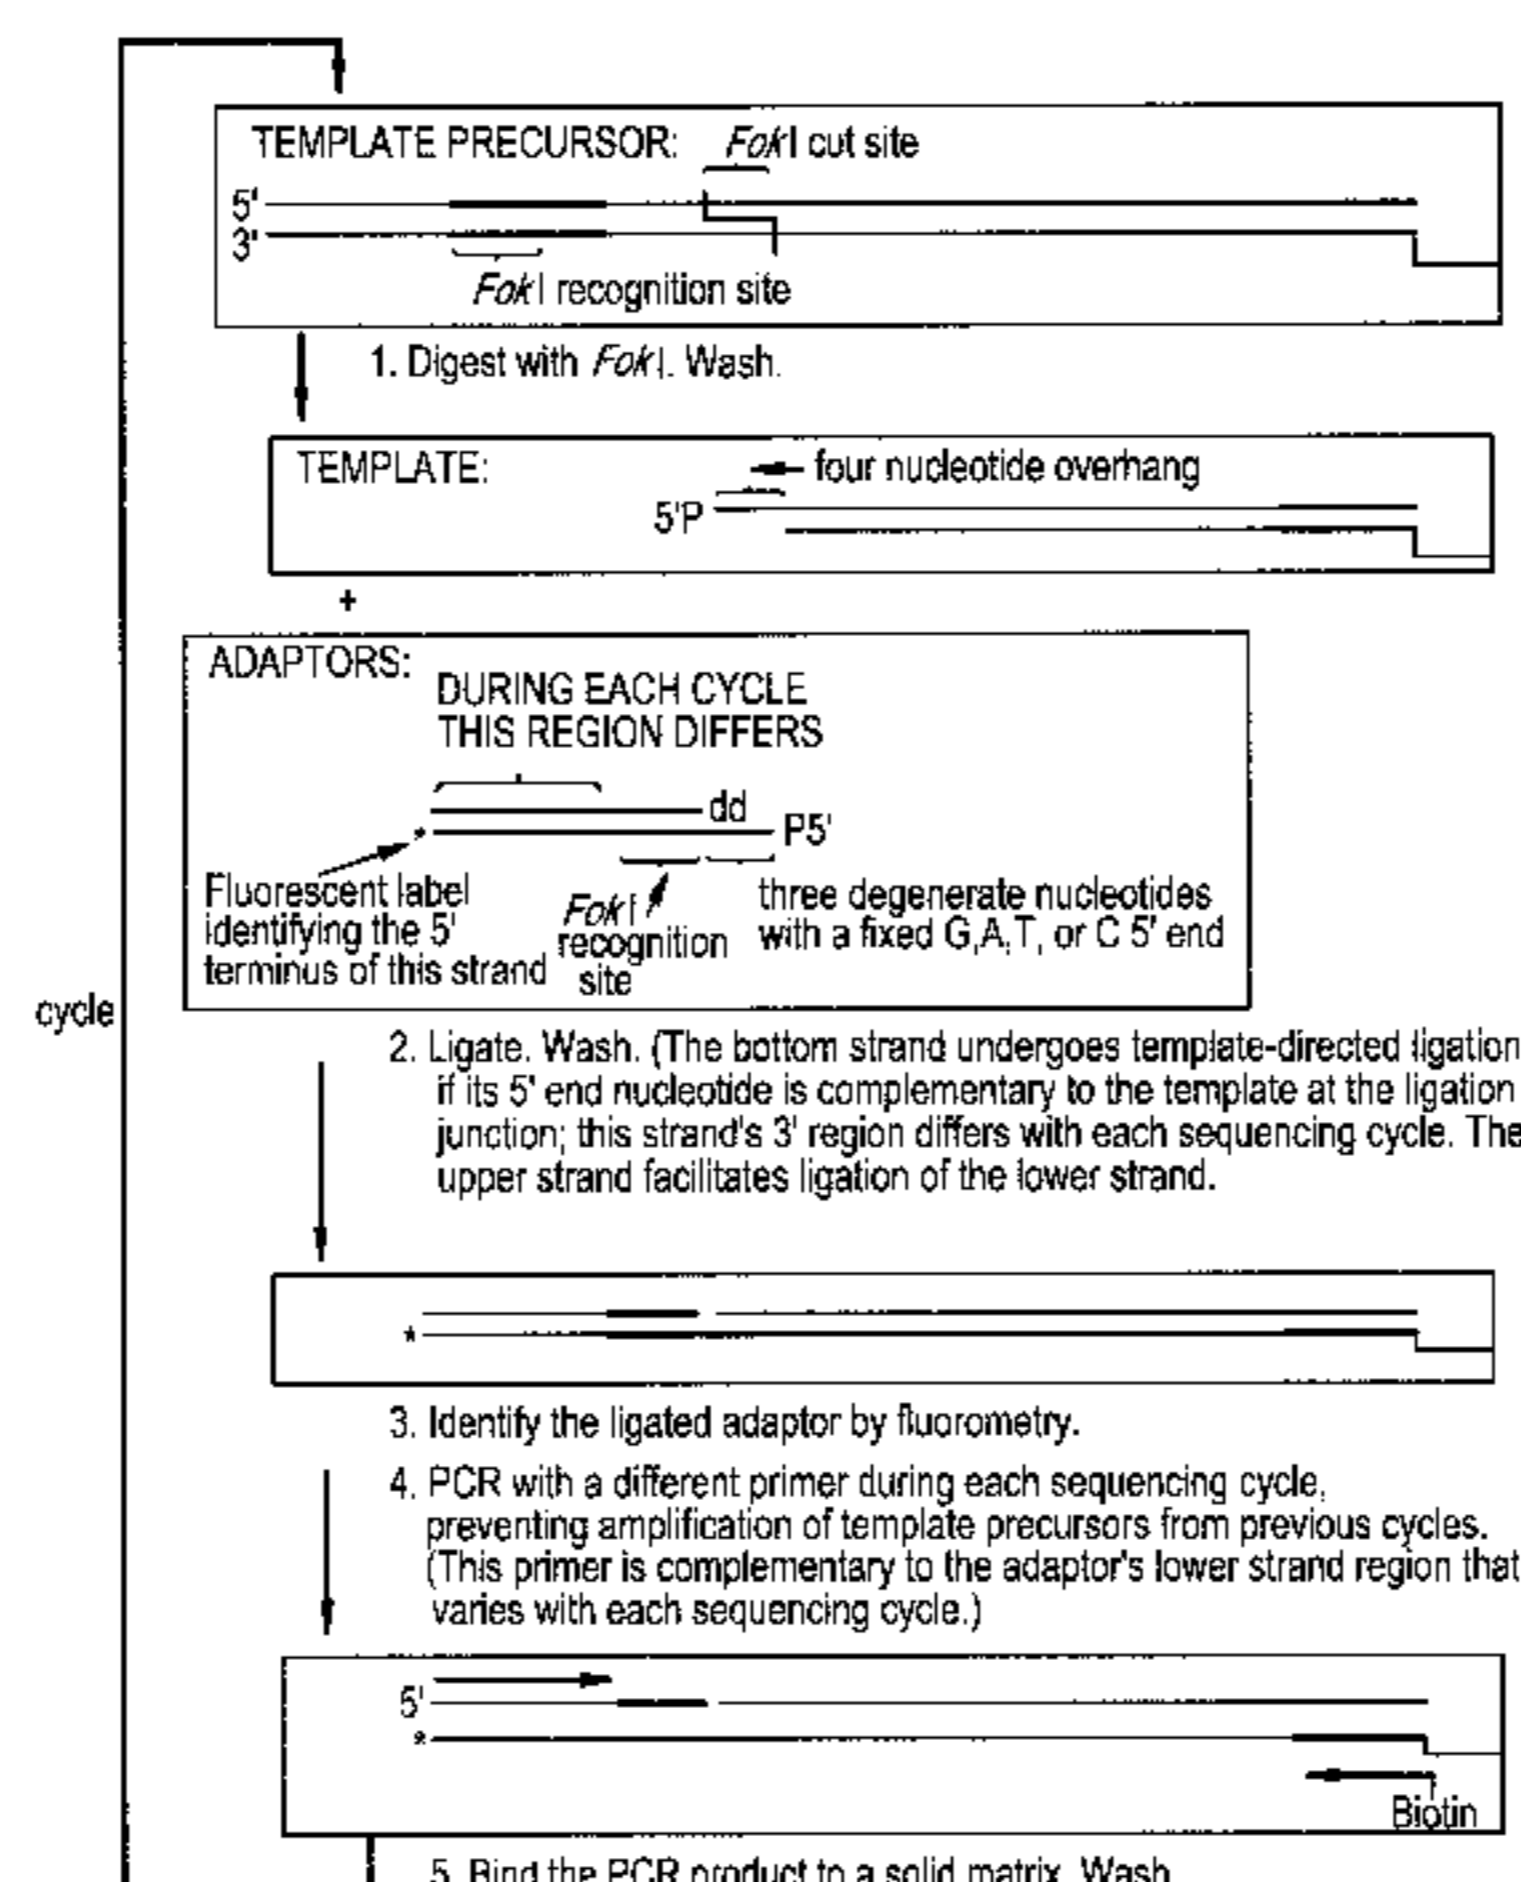 TEMPLATE PRECURSOR: FokI cut site
5'
3'
FokI recognition site
1. Digest with FokI. Wash.
TEMPLATE:
four nucleotide overhang
5'P
+
ADAPTORS:
DURING EACH CYCLE
THIS REGION DIFFERS
dd
* P5'
Fluorescent label
identifying the 5'
terminus of this strand
FokI
recognition
site
three degenerate nucleotides
with a fixed G,A,T, or C 5' end
cycle
2. Ligate. Wash. (The bottom strand undergoes template-directed ligation
if its 5' end nucleotide is complementary to the template at the ligation
junction; this strand's 3' region differs with each sequencing cycle. The
upper strand facilitates ligation of the lower strand.
*
3. Identify the ligated adaptor by fluorometry.
4. PCR with a different primer during each sequencing cycle,
preventing amplification of template precursors from previous cycles.
(This primer is complementary to the adaptor's lower strand region that
varies with each sequencing cycle.)
5'
*
Biotin
5. Bind the PCR product to a solid matrix. Wash